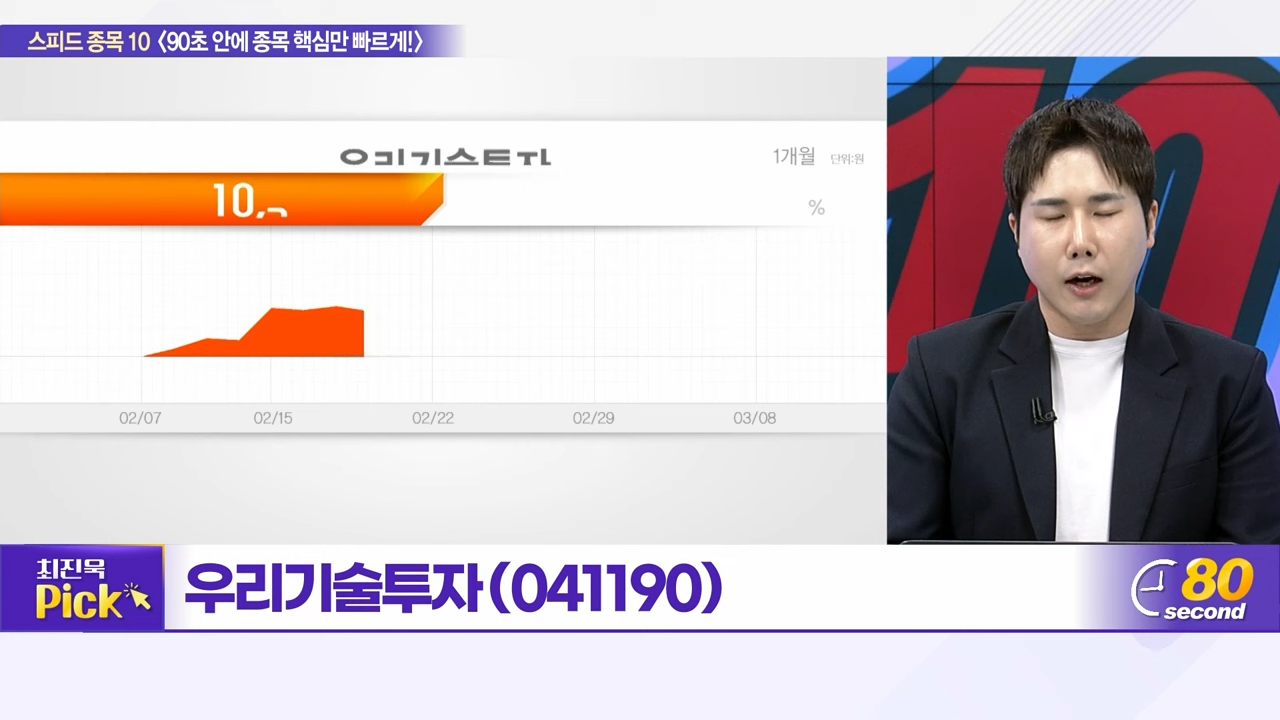 스피드 종목 10 〈90초 안에 종목 핵심만 빠르게!〉
1개월 단위:원
10,
%
02/07 02/15 02/22 02/29 03/08
최진욱
Pick
우리기술투자(041190)
80
second